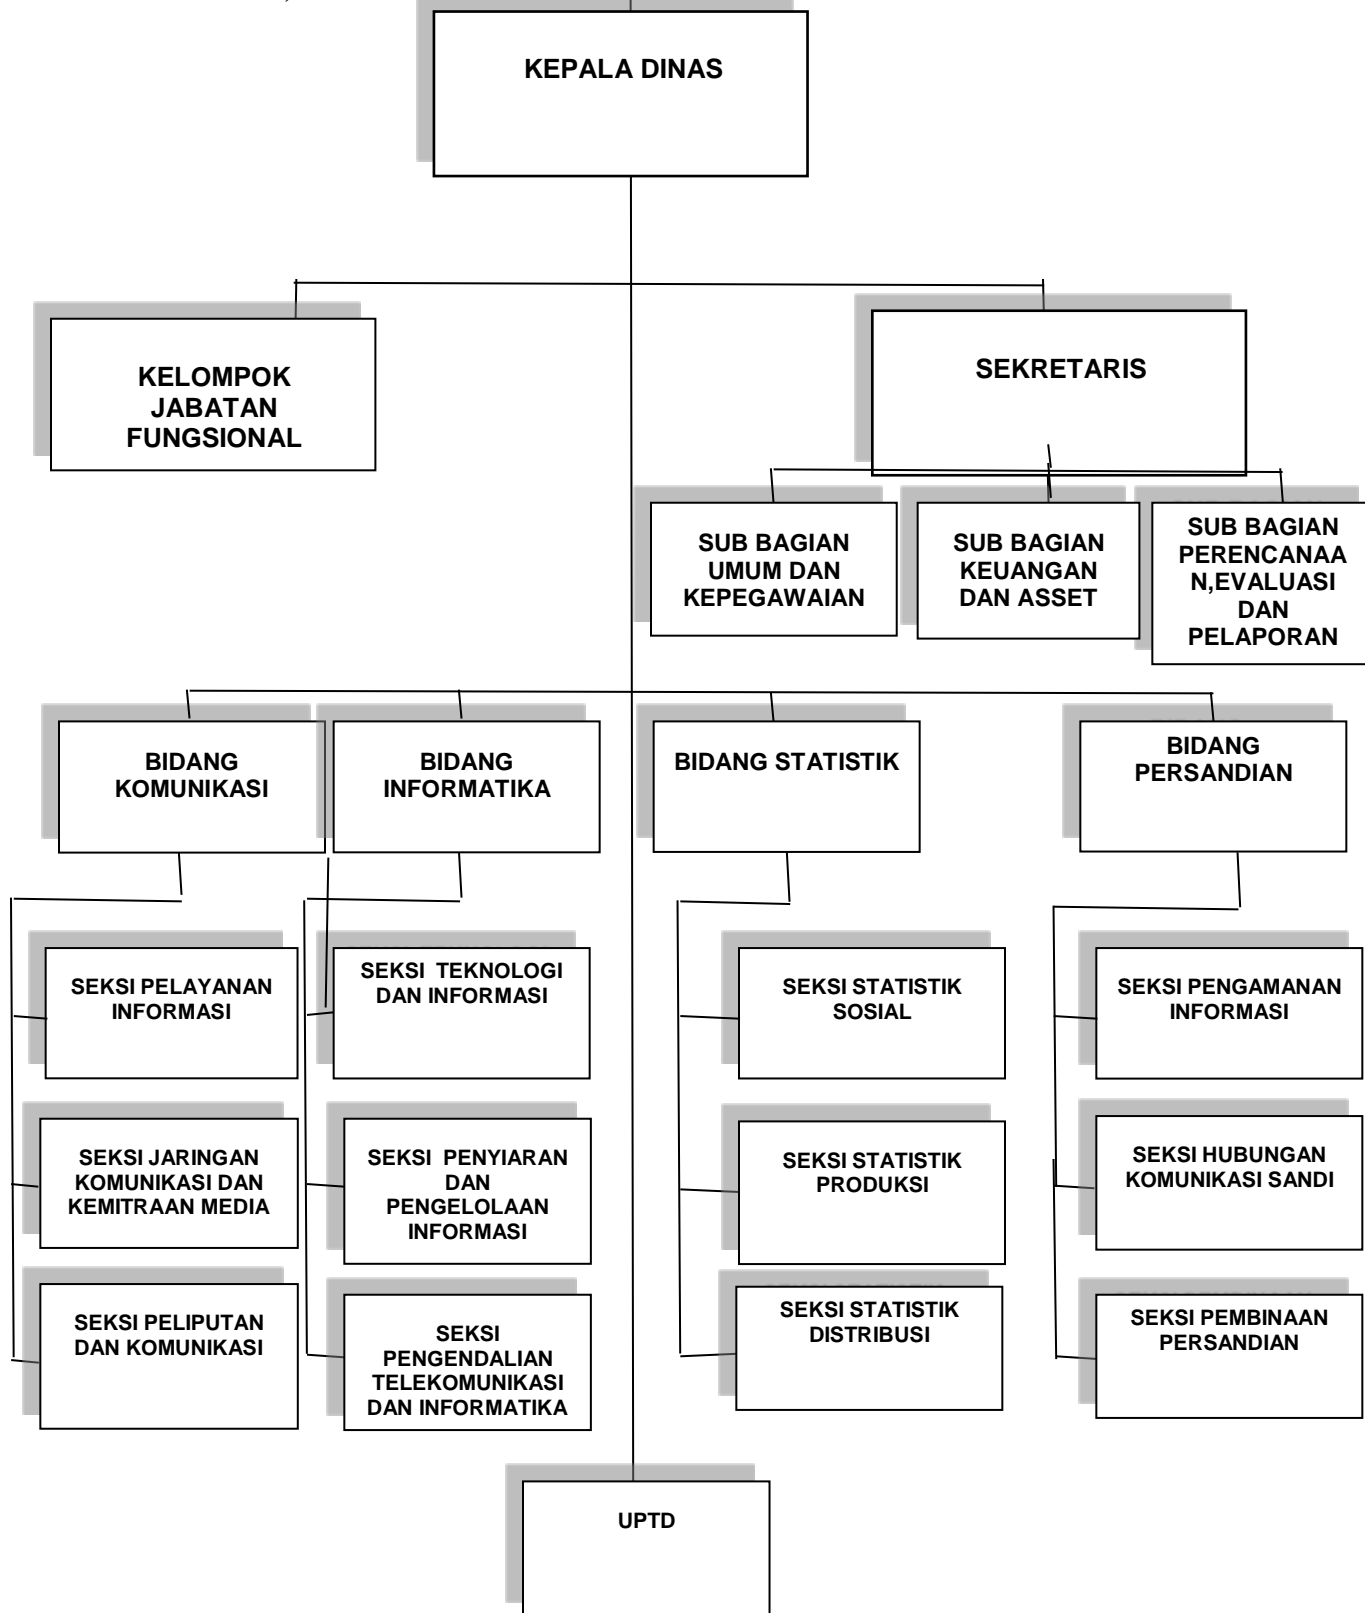 KEPALA DINAS
KELOMPOK
JABATAN
FUNGSIONAL
SEKRETARIS
SUB BAGIAN
UMUM DAN
KEPEGAWAIAN
SUB BAGIAN
KEUANGAN
DAN ASSET
SUB BAGIAN
PERENCANAA
N,EVALUASI
DAN
PELAPORAN
BIDANG
KOMUNIKASI
BIDANG
INFORMATIKA
BIDANG STATISTIK
BIDANG
PERSANDIAN
SEKSI PELAYANAN
INFORMASI
SEKSI TEKNOLOGI
DAN INFORMASI
SEKSI STATISTIK
SOSIAL
SEKSI PENGAMANAN
INFORMASI
SEKSI JARINGAN
KOMUNIKASI DAN
KEMITRAAN MEDIA
SEKSI PENYIARAN
DAN
PENGELOLAAN
INFORMASI
SEKSI STATISTIK
PRODUKSI
SEKSI HUBUNGAN
KOMUNIKASI SANDI
SEKSI PELIPUTAN
DAN KOMUNIKASI
SEKSI
PENGENDALIAN
TELEKOMUNIKASI
DAN INFORMATIKA
SEKSI STATISTIK
DISTRIBUSI
SEKSI PEMBINAAN
PERSANDIAN
UPTD